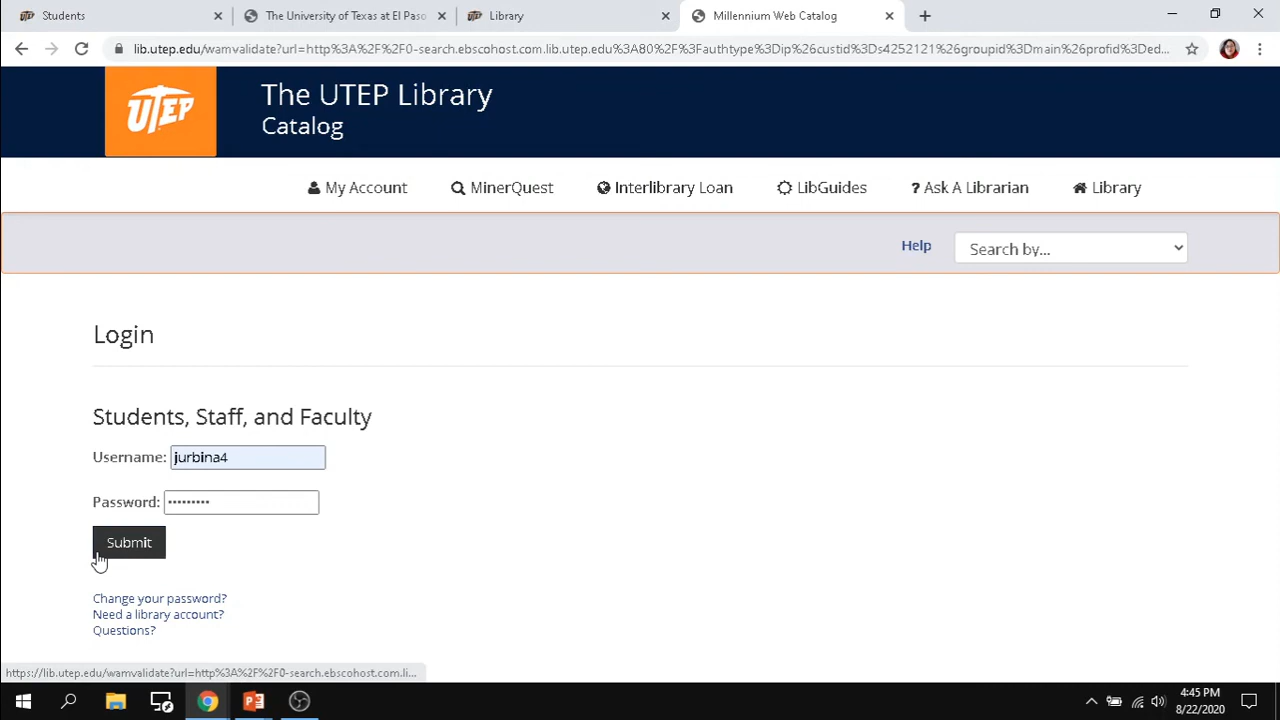 Students
The University of Texas at El Paso
Library
Millennium Web Catalog
lib.utep.edu/wamvalidate?url=http%3A%2F%2F0-search.ebscohost.com.lib.utep.edu%3A80%2F%3Fauthtype%3Dip%26custid%3Ds4252121%26groupid%3Dmain%26profid%3Ded...
UTEP
The UTEP Library
Catalog
My Account
MinerQuest
Interlibrary Loan
LibGuides
? Ask A Librarian
Library
Help
Search by...
Login
Students, Staff, and Faculty
Username: jurbina4
Password: •••••••••
Submit
Change your password?
Need a library account?
Questions?
https://lib.utep.edu/wamvalidate?url=http%3A%2F%2F0-search.ebscohost.com.li...
4:45 PM
8/22/2020